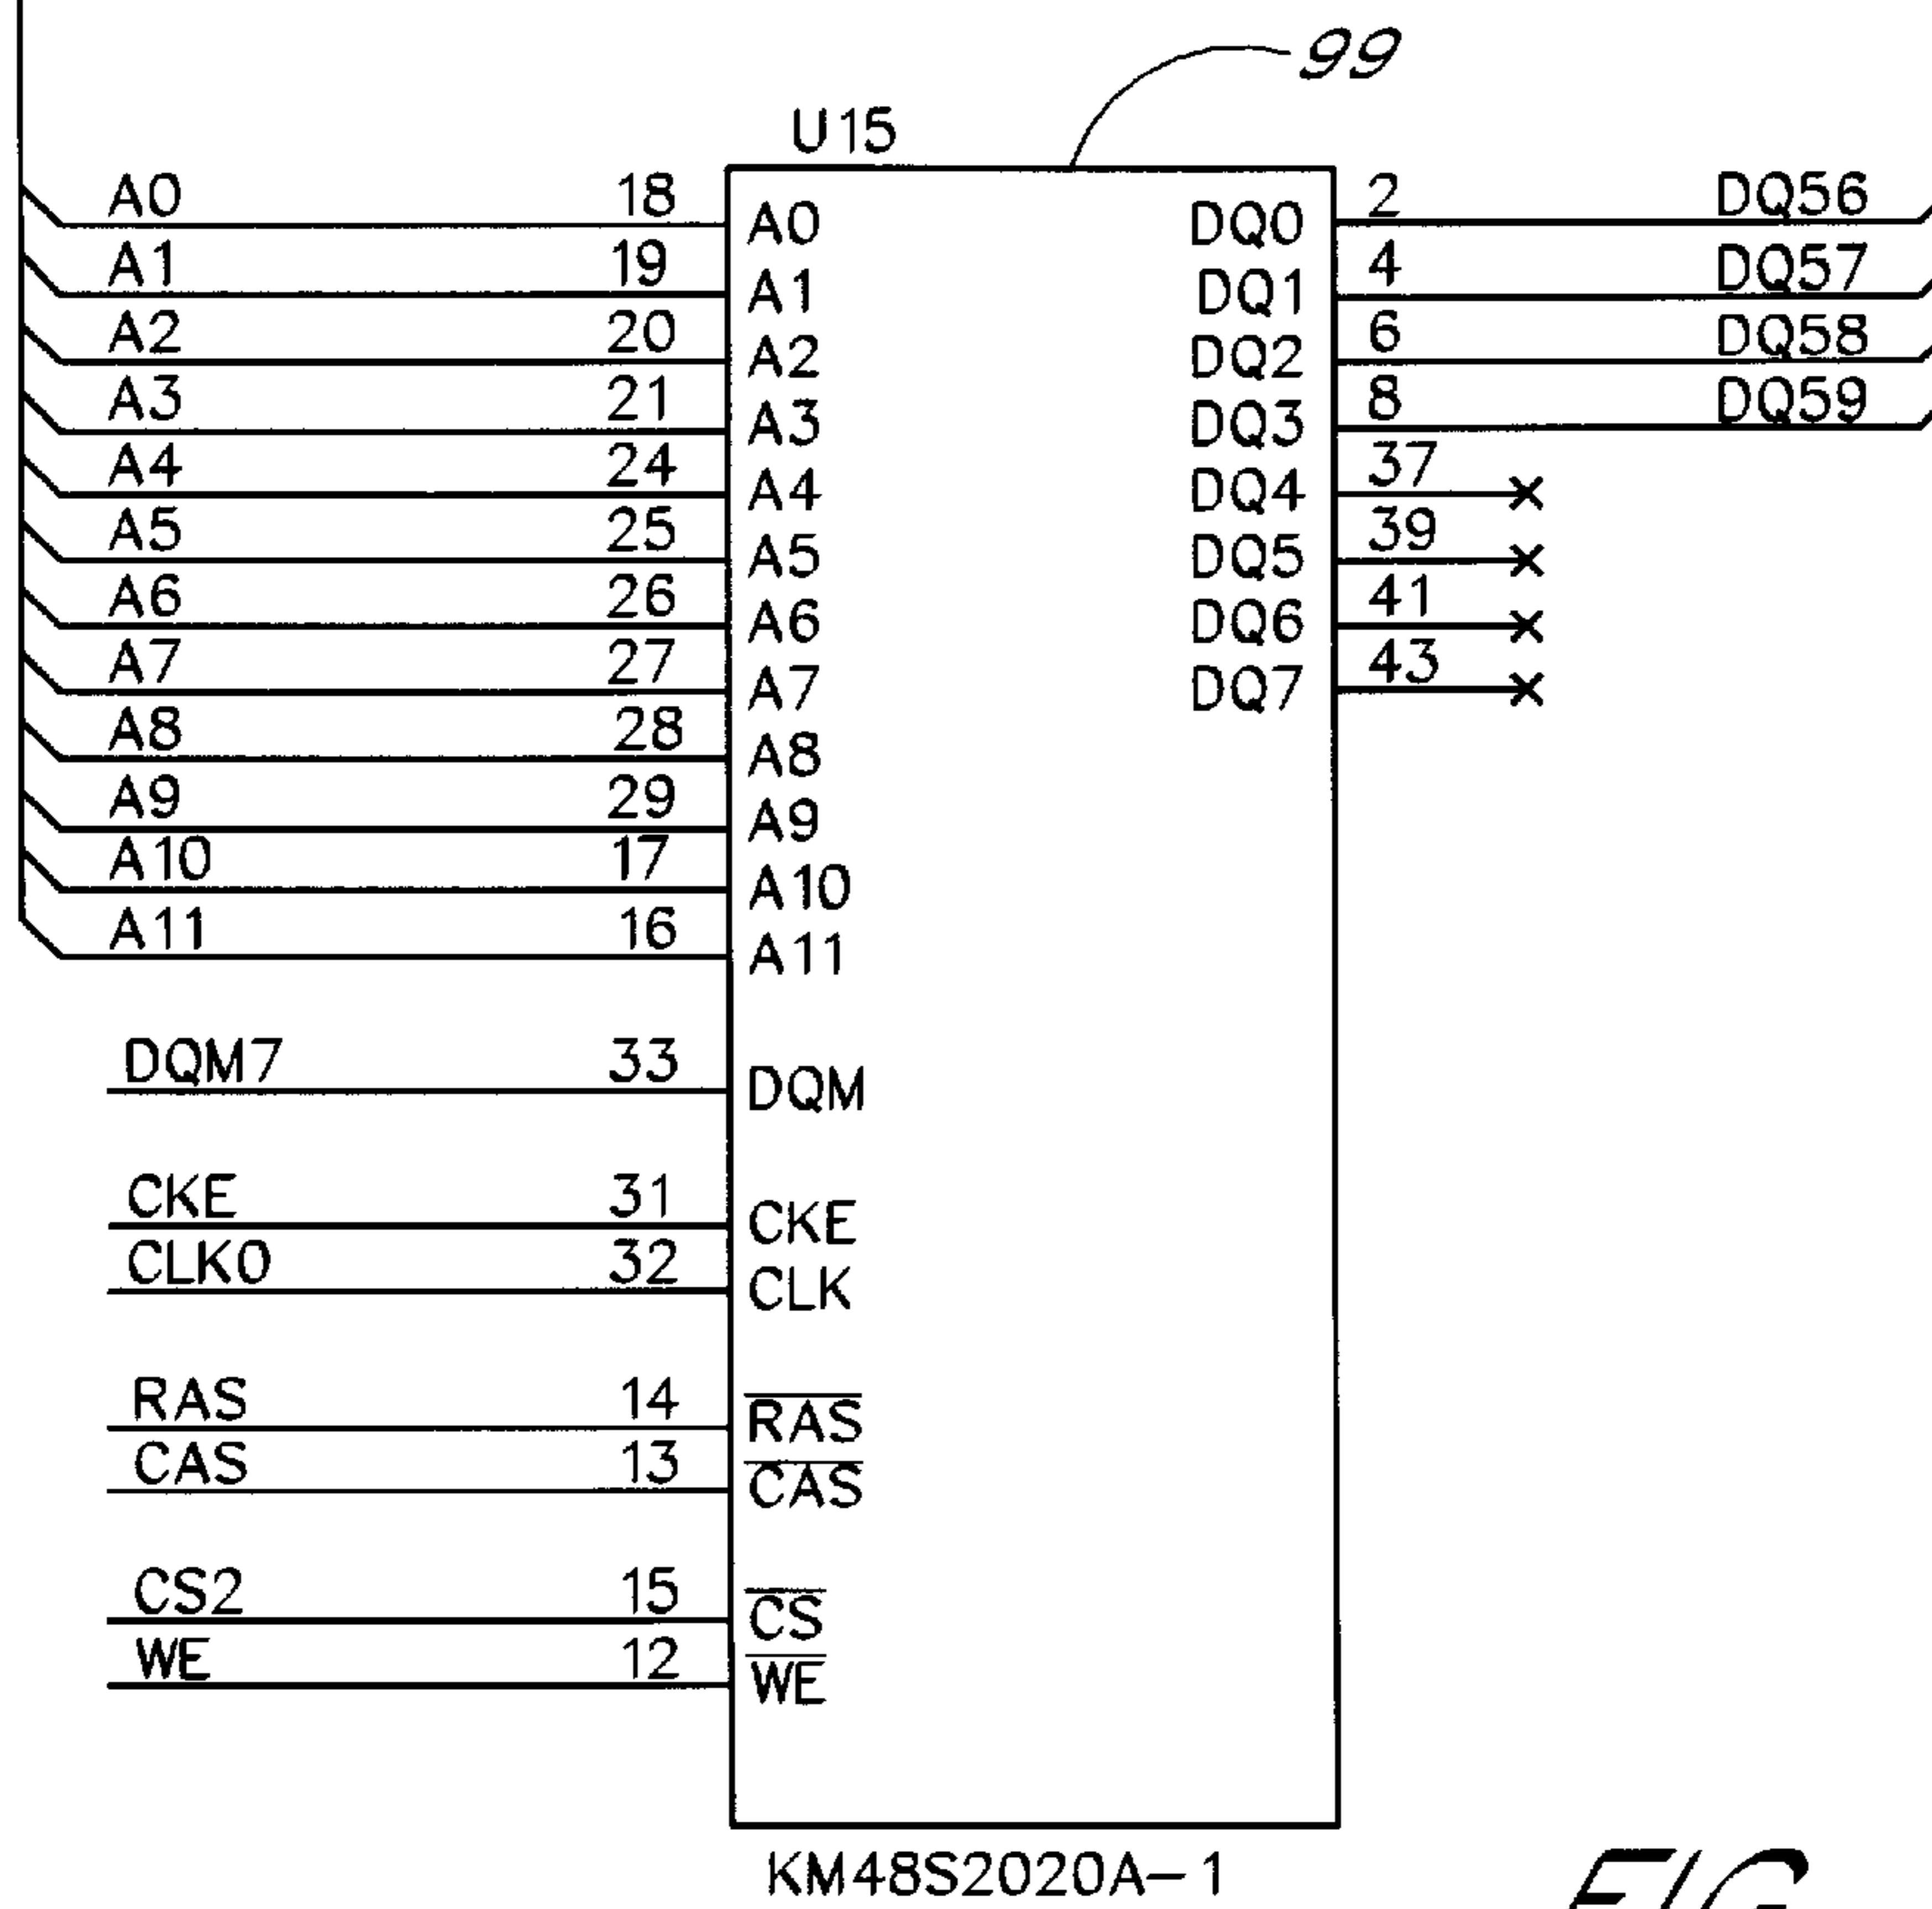 99
U15
A0 18 A0 DQ0 2 DQ56
A1 19 A1 DQ1 4 DQ57
A2 20 A2 DQ2 6 DQ58
A3 21 A3 DQ3 8 DQ59
A4 24 A4 DQ4 37
A5 25 A5 DQ5 39
A6 26 A6 DQ6 41
A7 27 A7 DQ7 43
A8 28 A8
A9 29 A9
A10 17 A10
A11 16 A11
DQM7 33 DQM
CKE 31 CKE
CLK0 32 CLK
RAS 14 R̅A̅S̅
CAS 13 C̅A̅S̅
CS2 15 C̅S̅
WE 12 W̅E̅
KM48S2020A-1
FIG